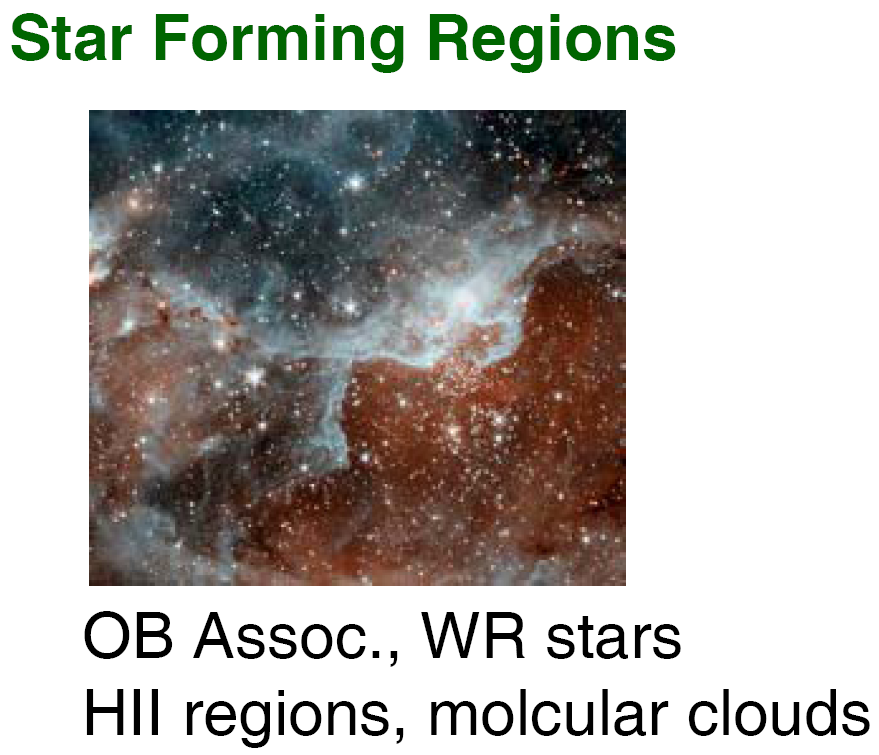 Star Forming Regions
OB Assoc., WR stars
HII regions, molcular clouds